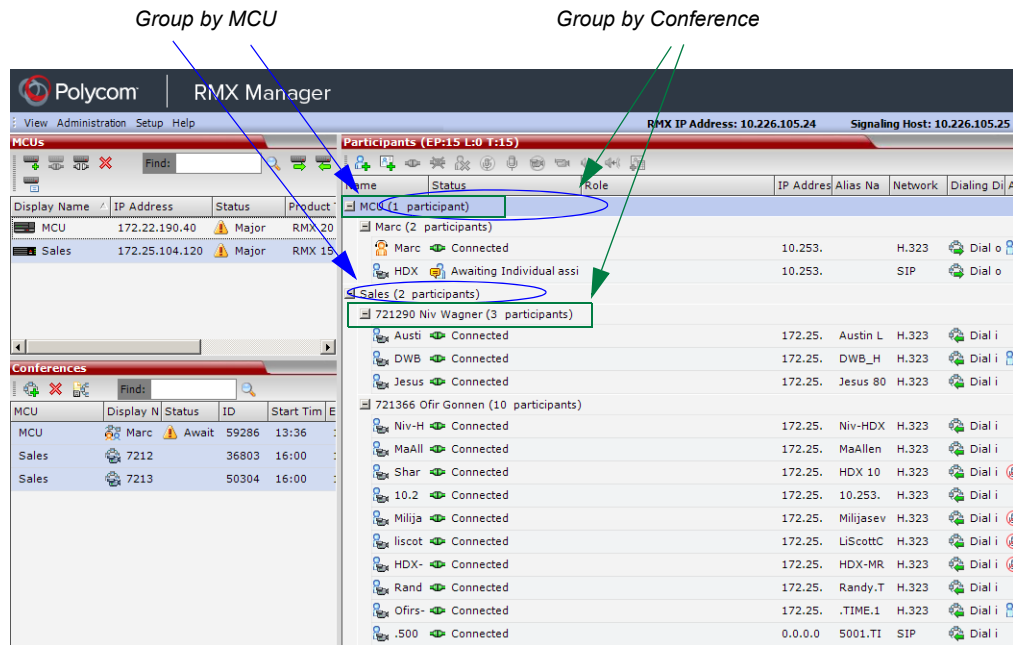 Group by MCU Group by Conference
Polycom RMX Manager
View Administration Setup Help RMX IP Address: 10.226.105.24 Signaling Host: 10.226.105.25
MCUs
Find:
Display Name IP Address Status Product
MCU 172.22.190.40 Major RMX 20
Sales 172.25.104.120 Major RMX 15
Conferences
Find:
MCU Display N Status ID Start Tim E
MCU Marc Await 59286 13:36
Sales 7212 36803 16:00
Sales 7213 50304 16:00
Participants (EP:15 L:0 T:15)
Name Status Role IP Addres Alias Na Network Dialing Di A
MCU (1 participant)
Marc (2 participants)
Marc Connected 10.253. H.323 Dial o
HDX Awaiting Individual assi 10.253. SIP Dial o
Sales (2 participants)
721290 Niv Wagner (3 participants)
Austi Connected 172.25. Austin L H.323 Dial i
DWB Connected 172.25. DWB_H H.323 Dial i
Jesus Connected 172.25. Jesus 80 H.323 Dial i
721366 Ofir Gonnen (10 participants)
Niv-H Connected 172.25. Niv-HDX H.323 Dial i
MaAll Connected 172.25. MaAllen H.323 Dial i
Shar Connected 172.25. HDX 10 H.323 Dial i
10.2 Connected 172.25. 10.253. H.323 Dial i
Milija Connected 172.25. Milijasev H.323 Dial i
liscot Connected 172.25. LiScottC H.323 Dial i
HDX- Connected 172.25. HDX-MR H.323 Dial i
Rand Connected 172.25. Randy.T H.323 Dial i
Ofirs- Connected 172.25. .TIME.1 H.323 Dial i
.500 Connected 0.0.0.0 5001.TI SIP Dial i